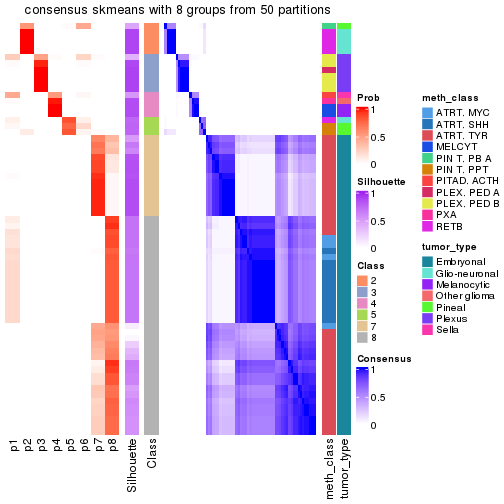 consensus skmeans with 8 groups from 50 partitions
p1
p2
p3
p4
p5
p6
p7
p8
Silhouette
Class
meth_class
tumor_type
Prob
1
0.5
0
Silhouette
1
0.5
0
Class
2
3
4
5
7
8
Consensus
1
0.5
0
meth_class
ATRT. MYC
ATRT. SHH
ATRT. TYR
MELCYT
PIN T. PB A
PIN T. PPT
PITAD. ACTH
PLEX. PED A
PLEX. PED B
PXA
RETB
tumor_type
Embryonal
Glio-neuronal
Melanocytic
Other glioma
Pineal
Plexus
Sella